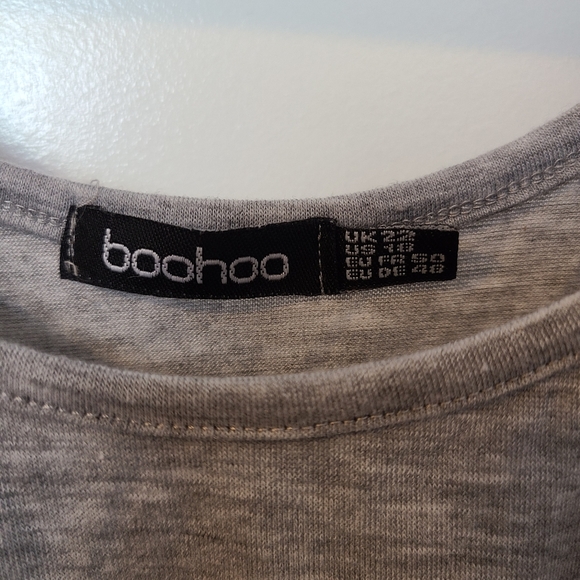 boohoo
UK 22
US 18
EU FR 50
EU DE 48